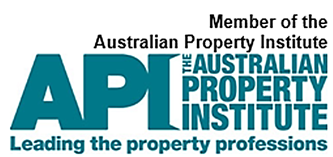 Member of the
Australian Property Institute
API THE AUSTRALIAN
PROPERTY
INSTITUTE
Leading the property professions